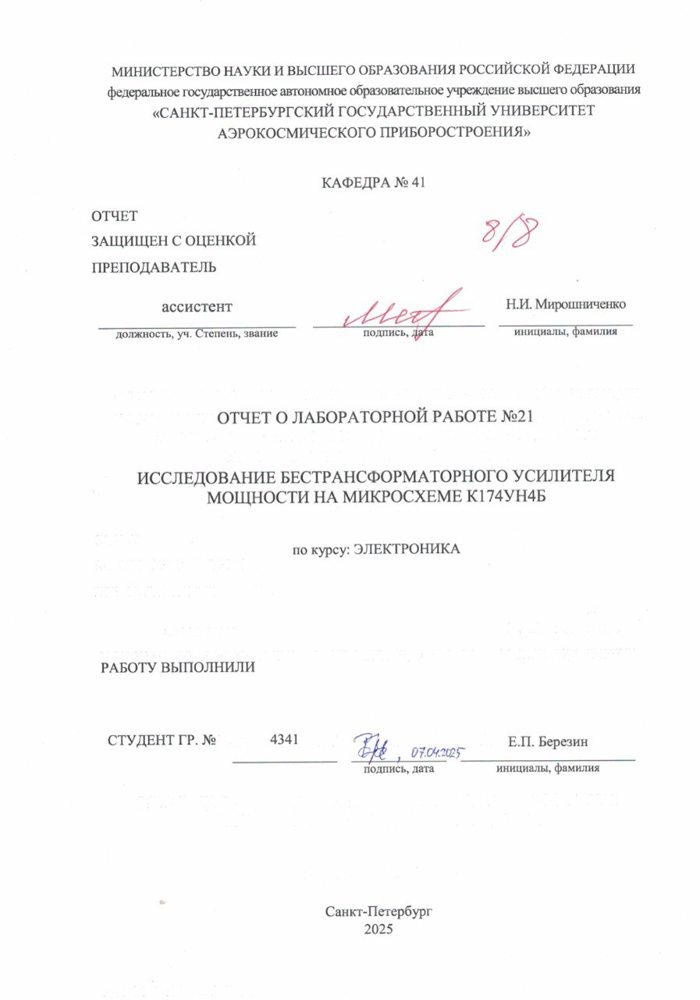 МИНИСТЕРСТВО НАУКИ И ВЫСШЕГО ОБРАЗОВАНИЯ РОССИЙСКОЙ ФЕДЕРАЦИИ
федеральное государственное автономное образовательное учреждение высшего образования
«САНКТ-ПЕТЕРБУРГСКИЙ ГОСУДАРСТВЕННЫЙ УНИВЕРСИТЕТ
АЭРОКОСМИЧЕСКОГО ПРИБОРОСТРОЕНИЯ»
КАФЕДРА № 41
ОТЧЕТ
ЗАЩИЩЕН С ОЦЕНКОЙ 8/8
ПРЕПОДАВАТЕЛЬ
ассистент Н.И. Мирошниченко
должность, уч. Степень, звание подпись, дата инициалы, фамилия
ОТЧЕТ О ЛАБОРАТОРНОЙ РАБОТЕ №21
ИССЛЕДОВАНИЕ БЕСТРАНСФОРМАТОРНОГО УСИЛИТЕЛЯ
МОЩНОСТИ НА МИКРОСХЕМЕ К174УН4Б
по курсу: ЭЛЕКТРОНИКА
РАБОТУ ВЫПОЛНИЛИ
СТУДЕНТ ГР. № 4341 , 07.04.2025 Е.П. Березин
подпись, дата инициалы, фамилия
Санкт-Петербург
2025